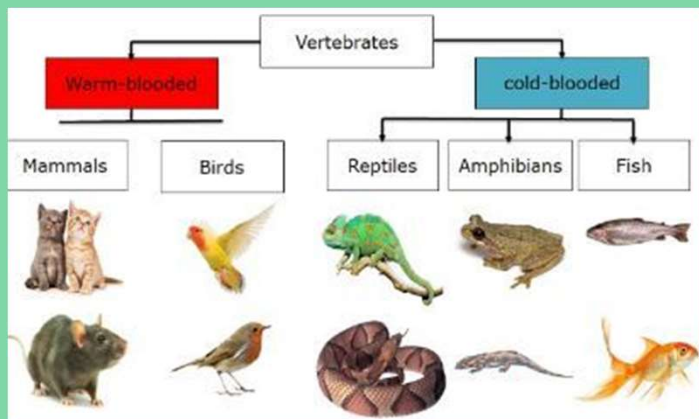 Vertebrates
Warm-blooded
cold-blooded
Mammals
Birds
Reptiles
Amphibians
Fish